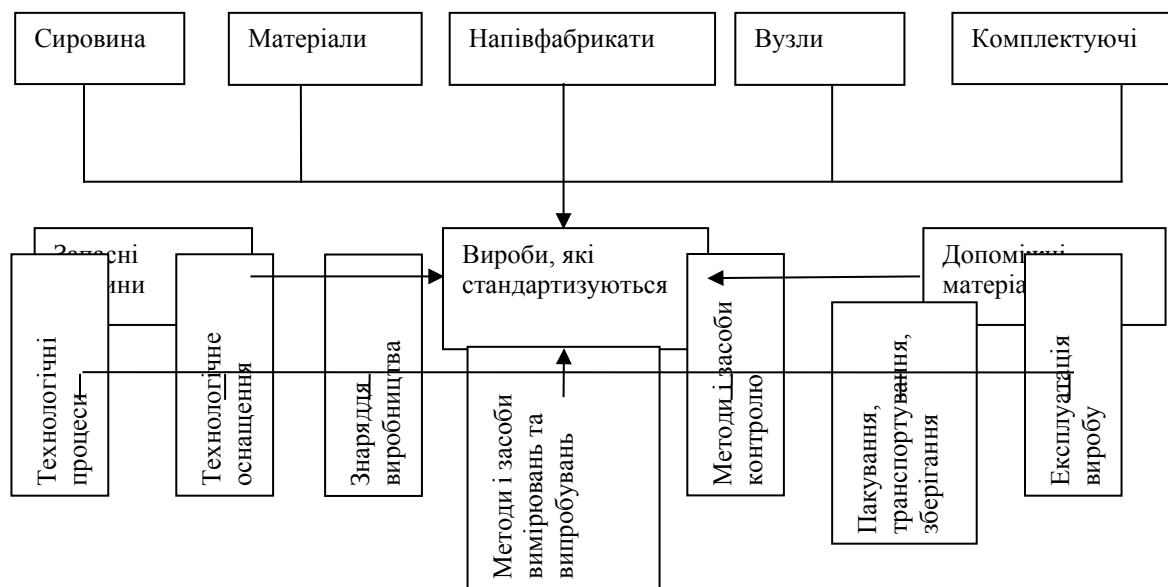 Сировина
Матеріали
Напівфабрикати
Вузли
Комплектуючі
Вироби, які
стандартизуються
Технологічні
процеси
Технологічне
оснащення
Знаряддя
виробництва
Методи і засоби
вимірювань та
випробувань
Методи і засоби
контролю
Пакування,
транспортування,
зберігання
Експлуатація
виробу